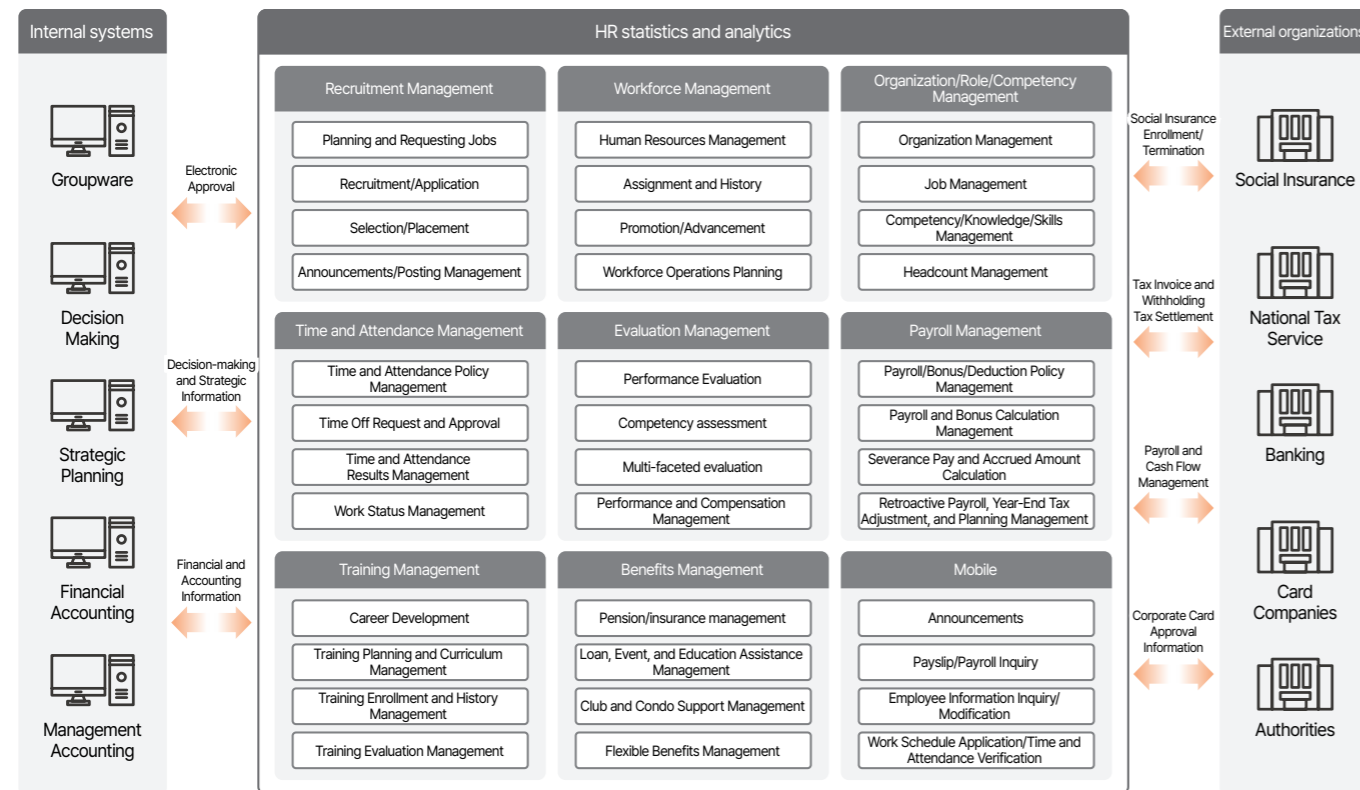 Internal systems
Groupware
Decision
Making
Strategic
Planning
Financial
Accounting
Management
Accounting
Electronic
Approval
Decision-making
and Strategic
Information
Financial and
Accounting
Information
HR statistics and analytics
Recruitment Management
Planning and Requesting Jobs
Recruitment/Application
Selection/Placement
Announcements/Posting Management
Workforce Management
Human Resources Management
Assignment and History
Promotion/Advancement
Workforce Operations Planning
Organization/Role/Competency
Management
Organization Management
Job Management
Competency/Knowledge/Skills
Management
Headcount Management
Time and Attendance Management
Time and Attendance Policy
Management
Time Off Request and Approval
Time and Attendance
Results Management
Work Status Management
Evaluation Management
Performance Evaluation
Competency assessment
Multi-faceted evaluation
Performance and Compensation
Management
Payroll Management
Payroll/Bonus/Deduction Policy
Management
Payroll and Bonus Calculation
Management
Severance Pay and Accrued Amount
Calculation
Retroactive Payroll, Year-End Tax
Adjustment, and Planning Management
Training Management
Career Development
Training Planning and Curriculum
Management
Training Enrollment and History
Management
Training Evaluation Management
Benefits Management
Pension/insurance management
Loan, Event, and Education Assistance
Management
Club and Condo Support Management
Flexible Benefits Management
Mobile
Announcements
Payslip/Payroll Inquiry
Employee Information Inquiry/
Modification
Work Schedule Application/Time and
Attendance Verification
Social Insurance
Enrollment/
Termination
Tax Invoice and
Withholding
Tax Settlement
Payroll and
Cash Flow
Management
Corporate Card
Approval
Information
External organizations
Social Insurance
National Tax
Service
Banking
Card
Companies
Authorities